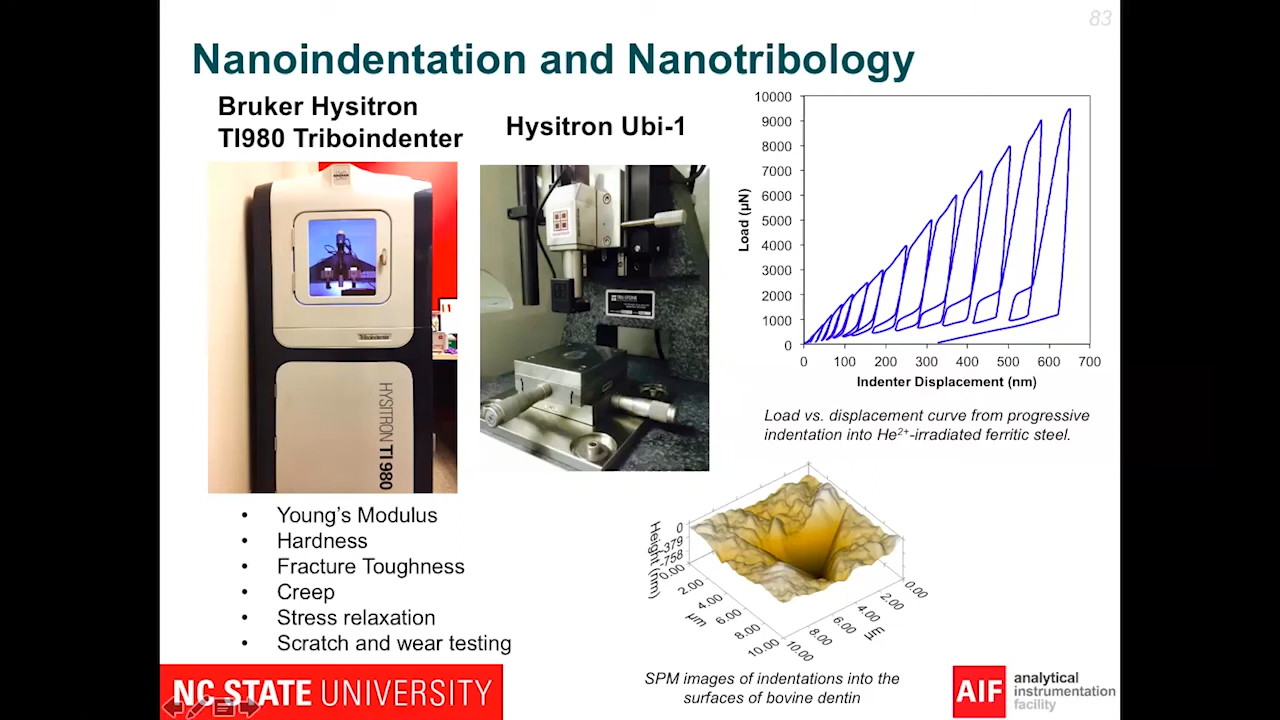 83
Nanoindentation and Nanotribology
Bruker Hysitron
TI980 Triboindenter
Hysitron Ubi-1
HYSITRON TI 980
TriboIndenter
TRU-STONE
10000
9000
8000
7000
6000
5000
4000
3000
2000
1000
0
Load (µN)
0 100 200 300 400 500 600 700
Indenter Displacement (nm)
Load vs. displacement curve from progressive
indentation into He2+-irradiated ferritic steel.
• Young's Modulus
• Hardness
• Fracture Toughness
• Creep
• Stress relaxation
• Scratch and wear testing
Height (nm)
0
-379
-758
0.00
2.00
4.00
6.00
8.00
10.00
µm
10.00
8.00
6.00
4.00
2.00
0.00
µm
SPM images of indentations into the
surfaces of bovine dentin
NC STATE UNIVERSITY
AIF
analytical
instrumentation
facility